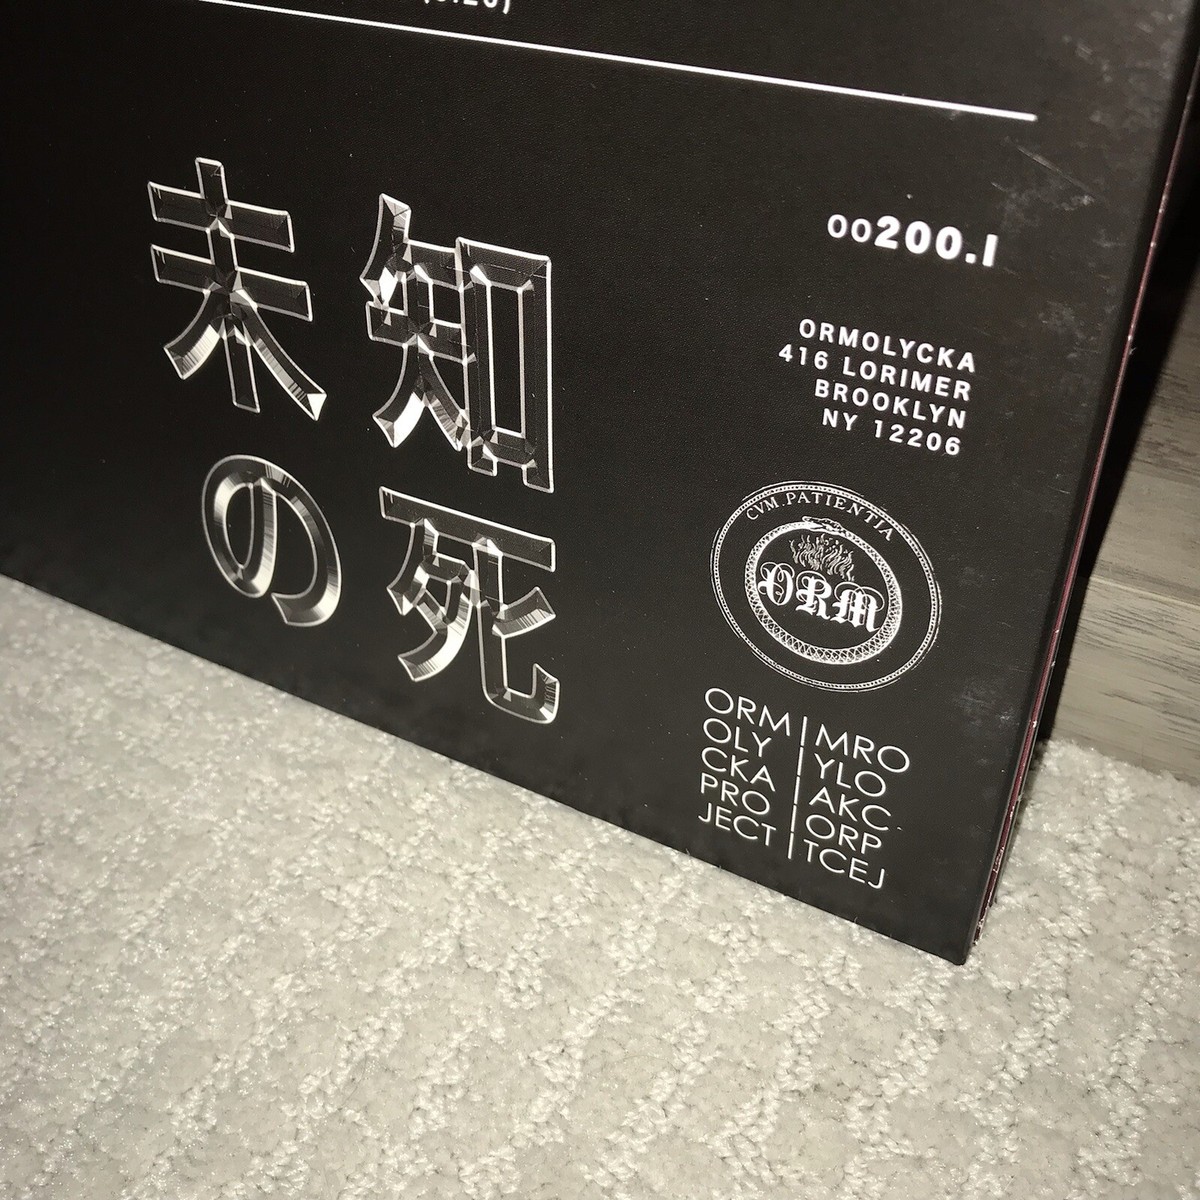 未知
の死
00200.I
ORMOLYCKA
416 LORIMER
BROOKLYN
NY 12206
CVM.PATIENTIA
ORM
ORM|MRO
OLY|YLO
CKA|AKC
PRO|ORP
JECT|TCEJ